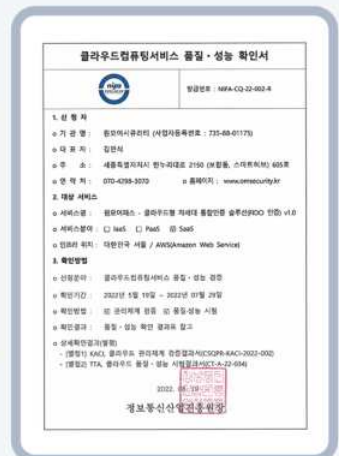 클라우드컴퓨팅서비스 품질・성능 확인서
nipa
발급번호 : NIPA-CQ-22-002-R
1. 신 청 자
o 기 관 명 : 원모어시큐리티 (사업자등록번호 : 735-88-01175)
o 대 표 자 :
o 주 소 : 세종특별자치시 한누리대로 2150 (보람동, 스마트허브) 605호
o 연 락 처 : 070-4298-3070 o 홈페이지 : www.omsecurity.kr
2. 대상 서비스
o 서비스명 : 원모어패스 - 클라우드형 차세대 통합인증 솔루션(FIDO 인증) v1.0
o 서비스분야 : □ IaaS □ PaaS ☑ SaaS
o 인프라 위치 : 대한민국 서울 / AWS(Amazon Web Service)
3. 확인방법
o 신청분야 : 클라우드컴퓨팅서비스 품질・성능 검증
o 확인기간 : 2022년 5월 19일 ~ 2022년 07월 29일
o 확인방법 : ☑ 관리체계 검증 ☑ 품질・성능 시험
o 확인결과 : 품질・성능 확인 결과표 참고
o 상세확인결과(별첨)
- (별첨1) KACI, 클라우드 관리체계 검증결과서(CSQPR-KACI-2022-002)
- (별첨2) TTA, 클라우드 품질・성능 시험결과서(CT-A-22-034)
2022.
정보통신산업진흥원장